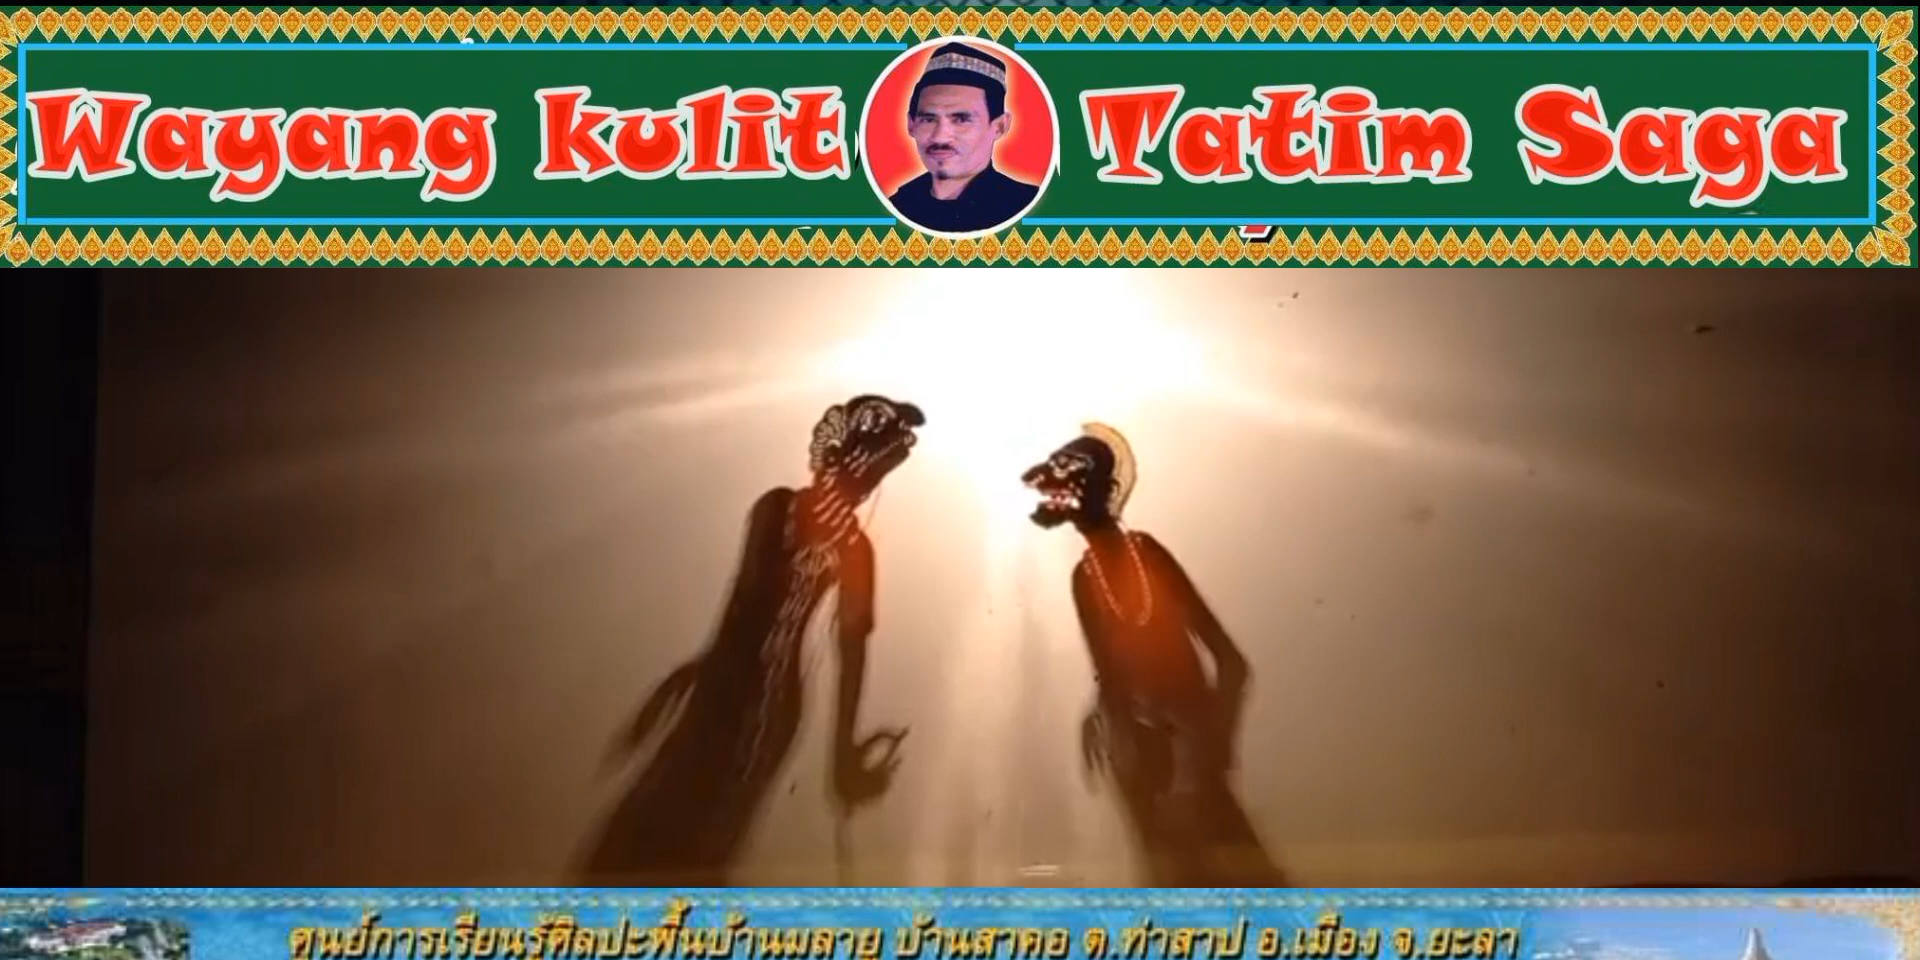 Wayang kulit Tatim Saga
ศูนย์การเรียนรู้ศิลปะพื้นบ้านมลายู บ้านสาคอ ต.ท่าสาป อ.เมือง จ.ยะลา